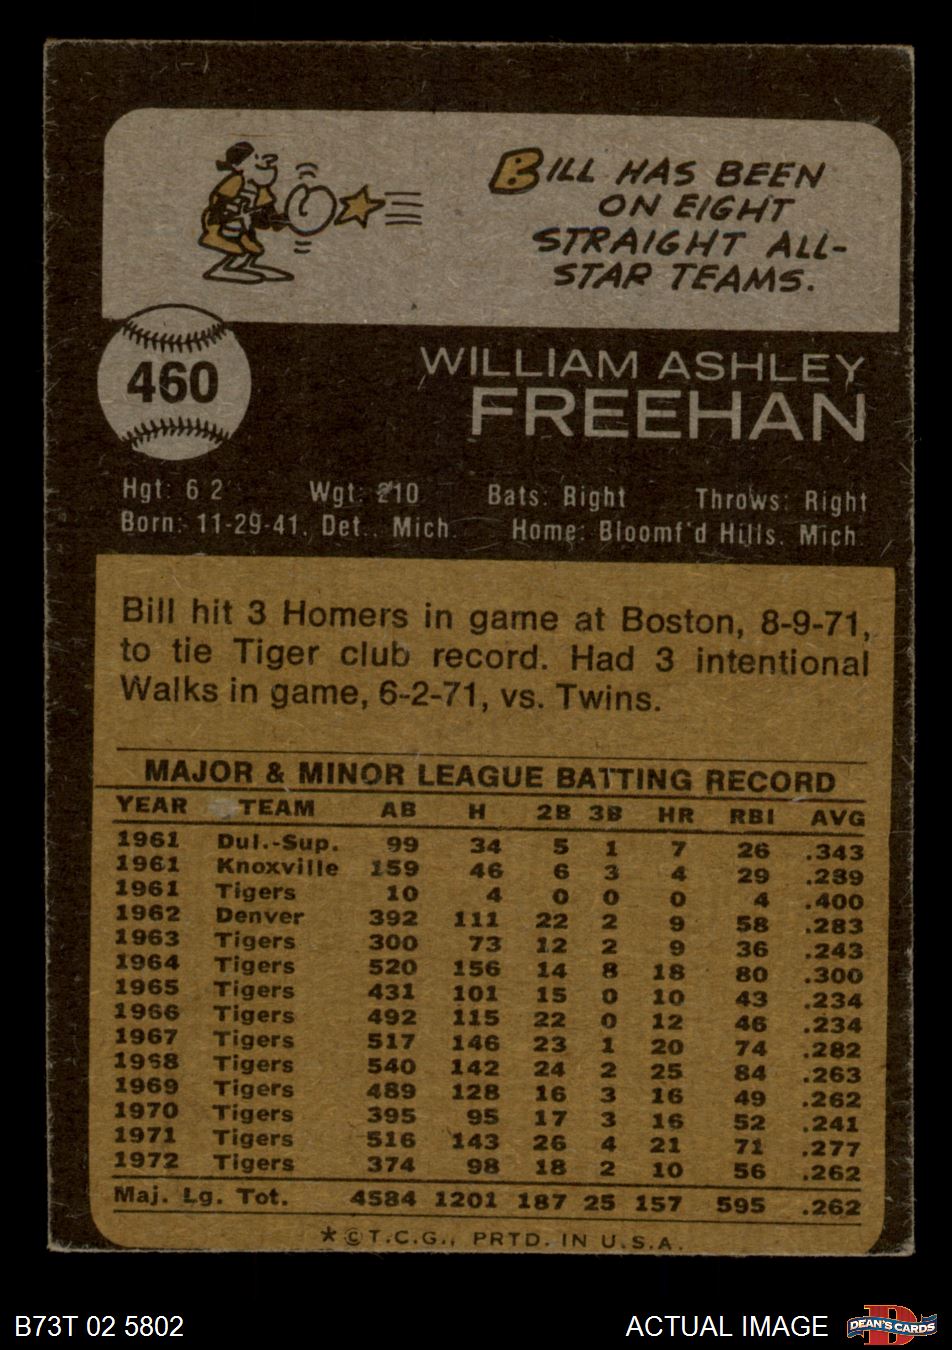 BILL HAS BEEN
ON EIGHT
STRAIGHT ALL-
STAR TEAMS.
460
WILLIAM ASHLEY
FREEHAN
Hgt: 6 2 Wgt: 210 Bats: Right Throws: Right
Born: 11-29-41, Det., Mich Home: Bloomf'd Hills, Mich
Bill hit 3 Homers in game at Boston, 8-9-71,
to tie Tiger club record. Had 3 intentional
Walks in game, 6-2-71, vs. Twins.
MAJOR & MINOR LEAGUE BATTING RECORD
YEAR TEAM AB H 2B 3B HR RBI AVG
1961 Dul.-Sup. 99 34 5 1 7 26 .343
1961 Knoxville 159 46 6 3 4 29 .289
1961 Tigers 10 4 0 0 0 4 .400
1962 Denver 392 111 22 2 9 58 .283
1963 Tigers 300 73 12 2 9 36 .243
1964 Tigers 520 156 14 8 18 80 .300
1965 Tigers 431 101 15 0 10 43 .234
1966 Tigers 492 115 22 0 12 46 .234
1967 Tigers 517 146 23 1 20 74 .282
1968 Tigers 540 142 24 2 25 84 .263
1969 Tigers 489 128 16 3 16 49 .262
1970 Tigers 395 95 17 3 16 52 .241
1971 Tigers 516 143 26 4 21 71 .277
1972 Tigers 374 98 18 2 10 56 .262
Maj. Lg. Tot. 4584 1201 187 25 157 595 .262
*©T.C.G., PRTD. IN U.S.A.
B73T 02 5802 ACTUAL IMAGE DEAN'S CARDS